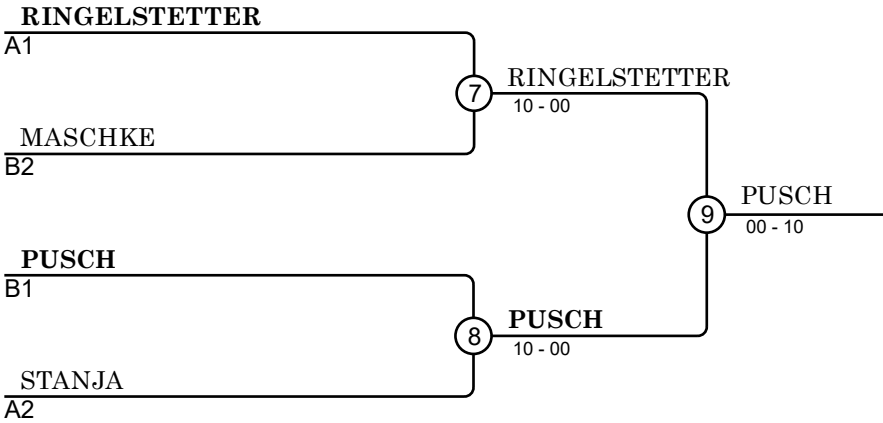 RINGELSTETTER
A1
7
RINGELSTETTER
10 - 00
MASCHKE
B2
9
PUSCH
00 - 10
PUSCH
B1
8
PUSCH
10 - 00
STANJA
A2